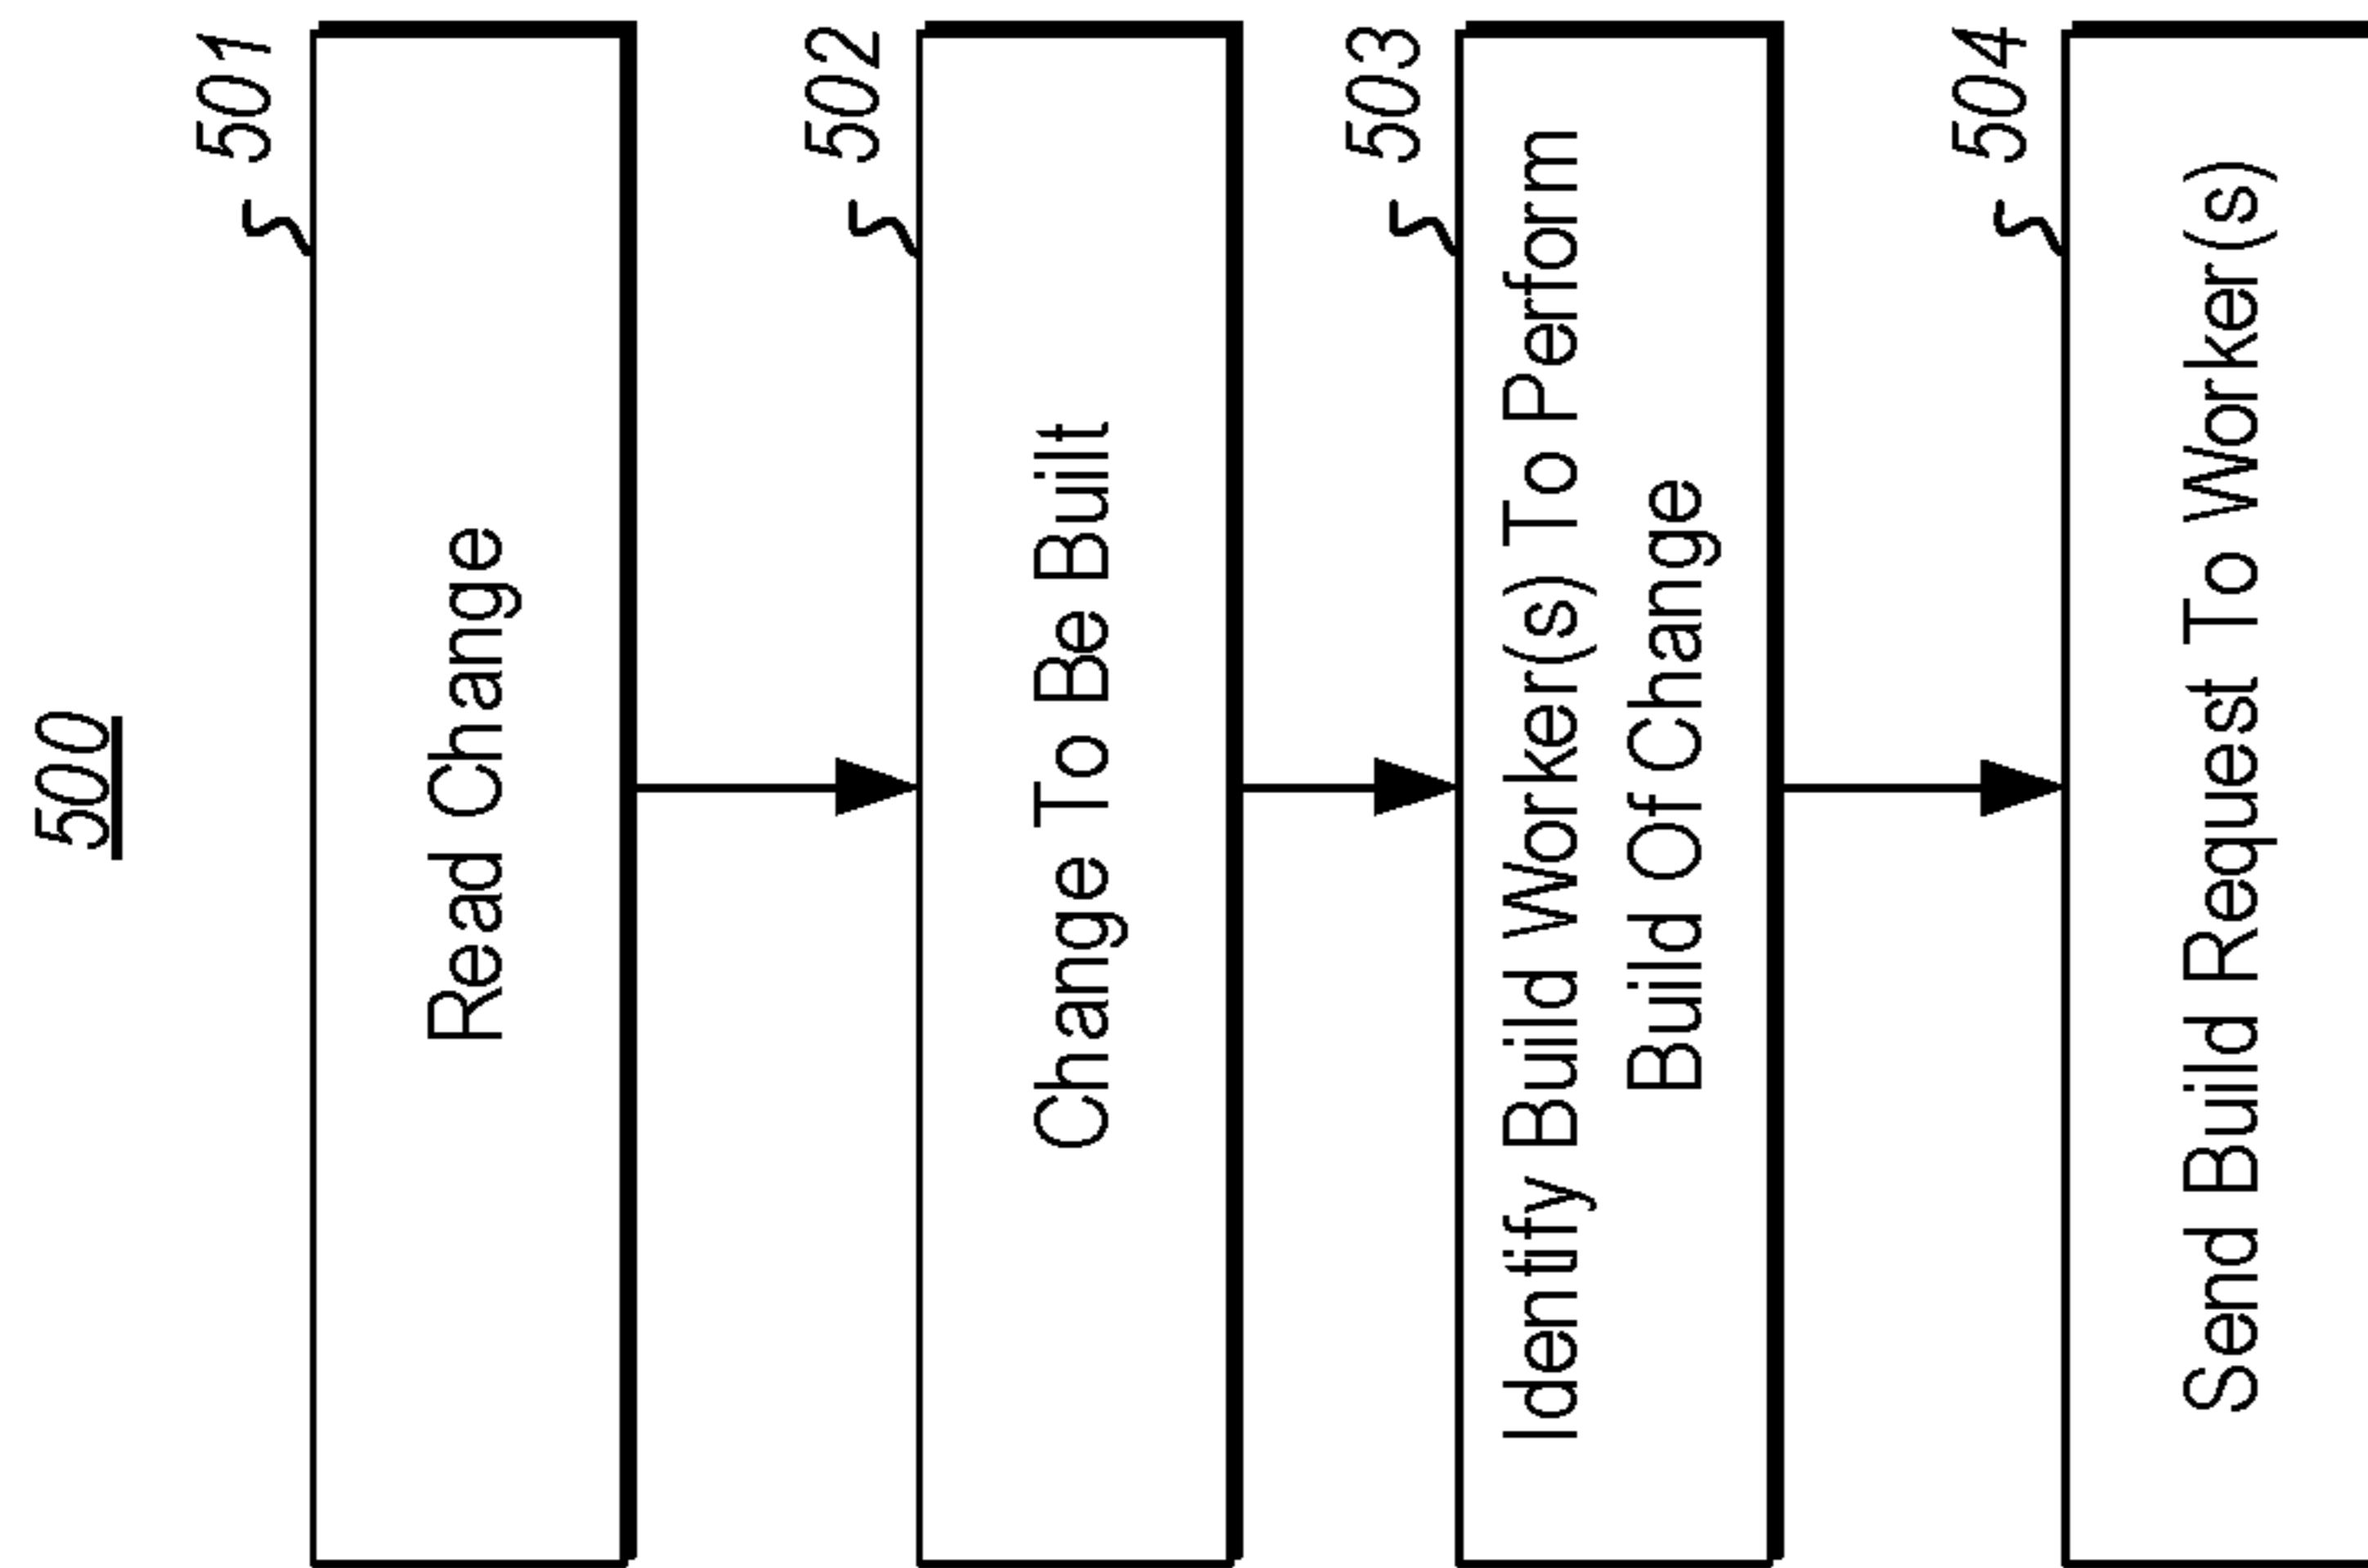 500
501
Read Change
502
Change To Be Built
503
Identify Build Worker(s) To Perform
Build Of Change
504
Send Build Request To Worker(s)